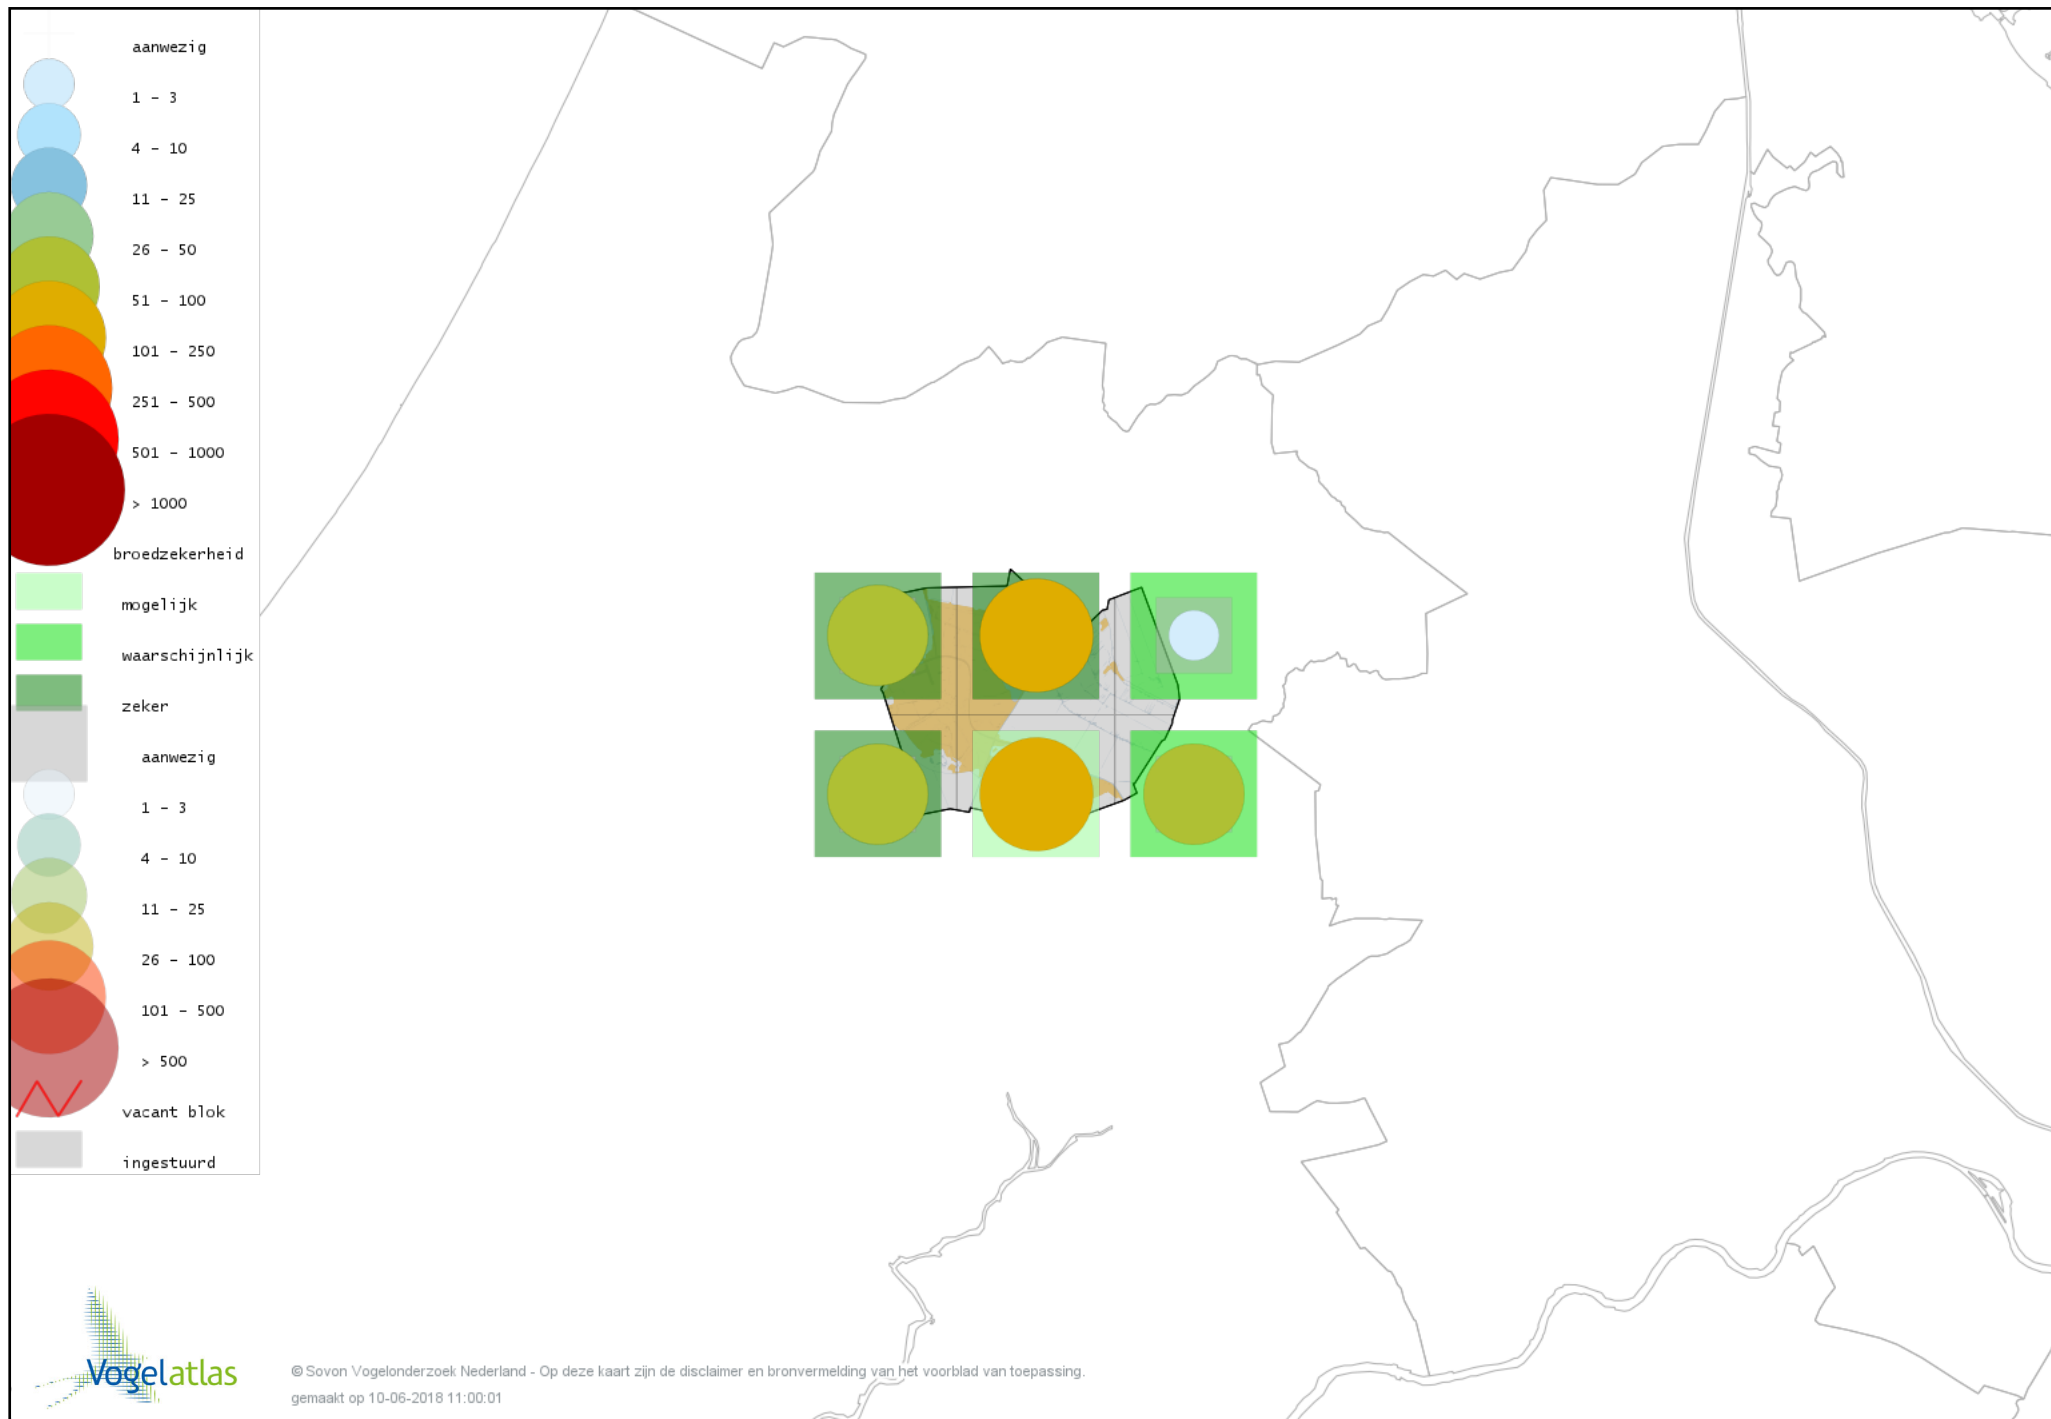 aanwezig
1 - 3
4 - 10
11 - 25
26 - 50
51 - 100
101 - 250
251 - 500
501 - 1000
> 1000
broedzekerheid
mogelijk
waarschijnlijk
zeker
aanwezig
1 - 3
4 - 10
11 - 25
26 - 100
101 - 500
> 500
vacant blok
ingestuurd
Vogelatlas
© Sovon Vogelonderzoek Nederland - Op deze kaart zijn de disclaimer en bronvermelding van het voorblad van toepassing.
gemaakt op 10-06-2018 11:00:01